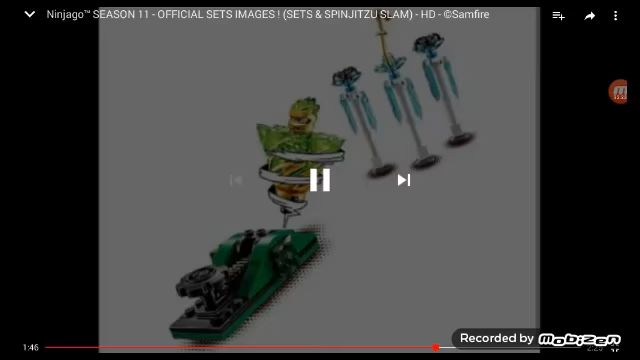 Ninjago™ SEASON 11 - OFFICIAL SETS IMAGES ! (SETS & SPINJITZU SLAM) - HD - ©Samfire
1:46
Recorded by MOBIZEN